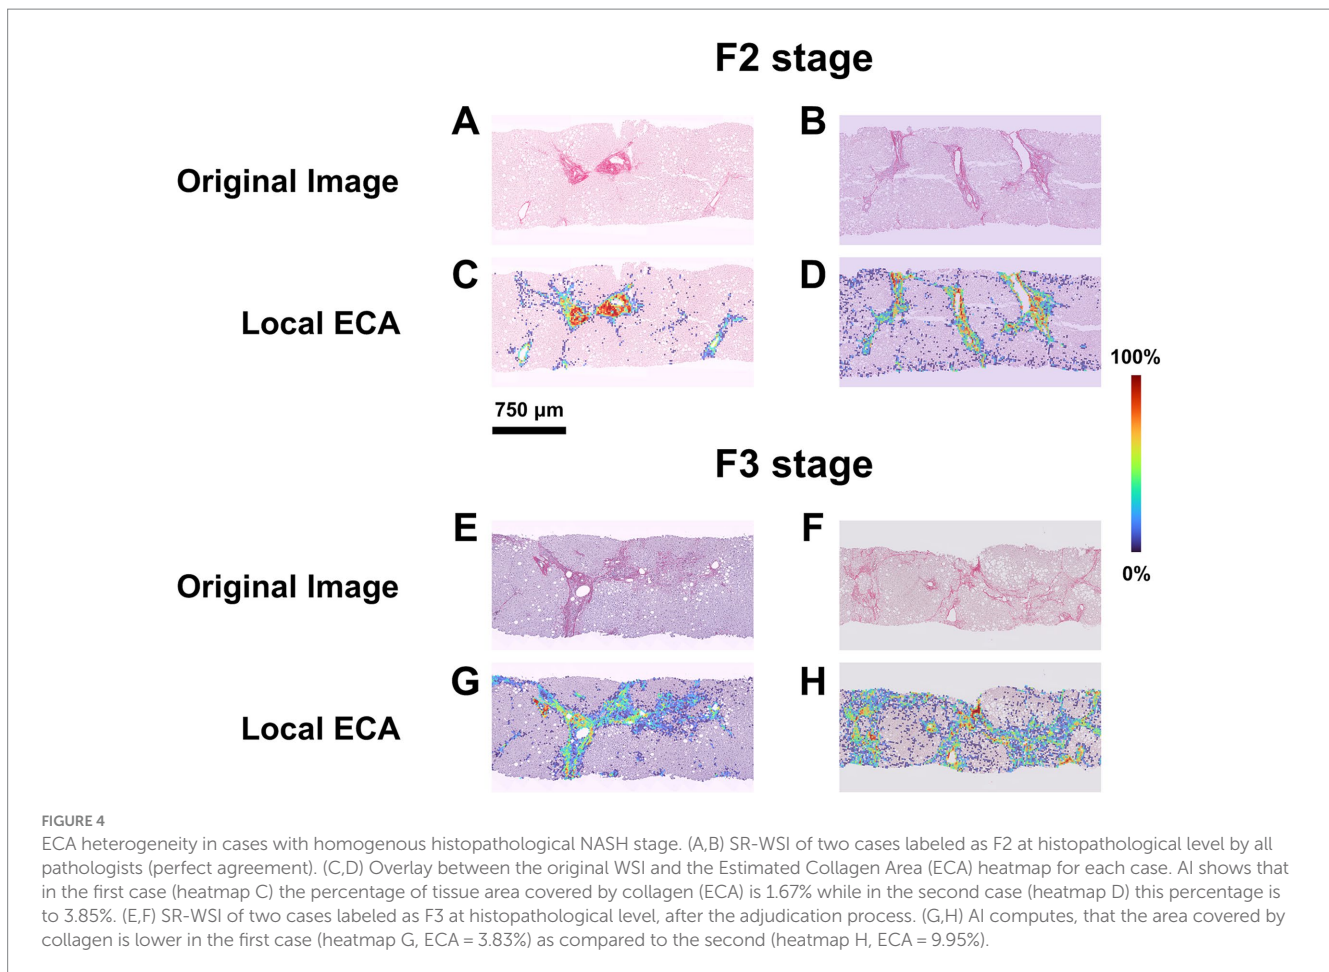 F2 stage
A
B
Original Image
C
D
Local ECA
100%
750 μm
F3 stage
E
F
0%
Original Image
G
H
Local ECA
FIGURE 4
ECA heterogeneity in cases with homogenous histopathological NASH stage. (A,B) SR-WSI of two cases labeled as F2 at histopathological level by all
pathologists (perfect agreement). (C,D) Overlay between the original WSI and the Estimated Collagen Area (ECA) heatmap for each case. AI shows that
in the first case (heatmap C) the percentage of tissue area covered by collagen (ECA) is 1.67% while in the second case (heatmap D) this percentage is
to 3.85%. (E,F) SR-WSI of two cases labeled as F3 at histopathological level, after the adjudication process. (G,H) AI computes, that the area covered by
collagen is lower in the first case (heatmap G, ECA = 3.83%) as compared to the second (heatmap H, ECA = 9.95%).